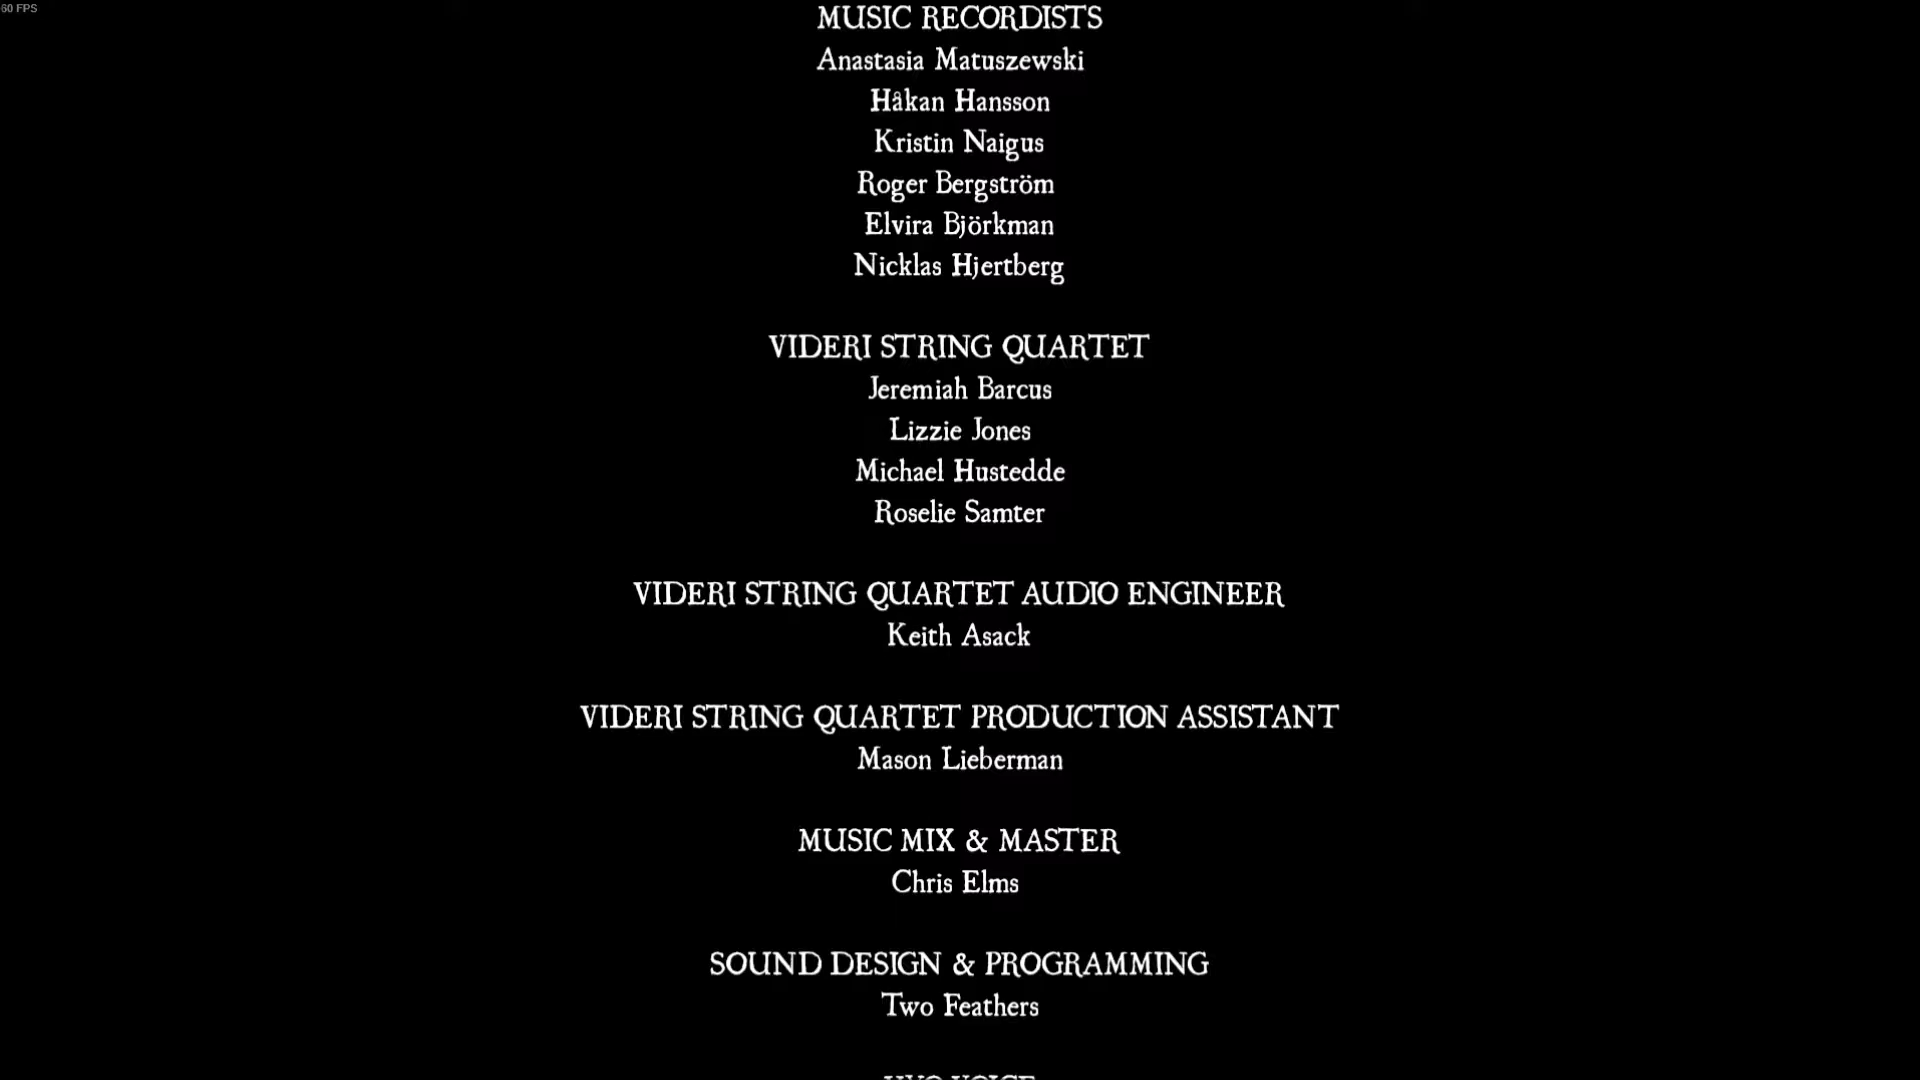 60 FPS
MUSIC RECORDISTS
Anastasia Matuszewski
Håkan Hansson
Kristin Naigus
Roger Bergström
Elvira Björkman
Nicklas Hjertberg
VIDERI STRING QUARTET
Jeremiah Barcus
Lizzie Jones
Michael Hustedde
Roselie Samter
VIDERI STRING QUARTET AUDIO ENGINEER
Keith Asack
VIDERI STRING QUARTET PRODUCTION ASSISTANT
Mason Lieberman
MUSIC MIX & MASTER
Chris Elms
SOUND DESIGN & PROGRAMMING
Two Feathers